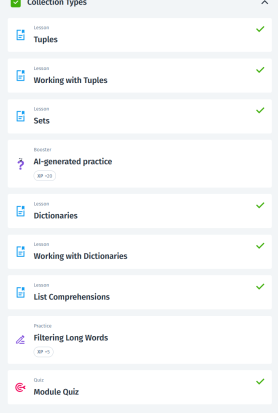 Collection Types
Lesson
Tuples
Lesson
Working with Tuples
Lesson
Sets
Booster
AI-generated practice
XP +20
Lesson
Dictionaries
Lesson
Working with Dictionaries
Lesson
List Comprehensions
Practice
Filtering Long Words
XP +5
Quiz
Module Quiz